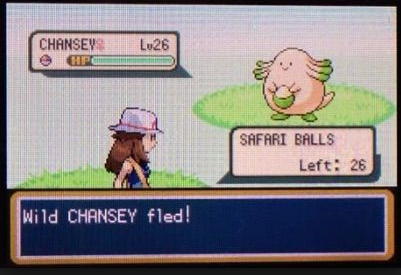 CHANSEY♀ Lv26
HP
SAFARI BALLS
Left: 26
Wild CHANSEY fled!